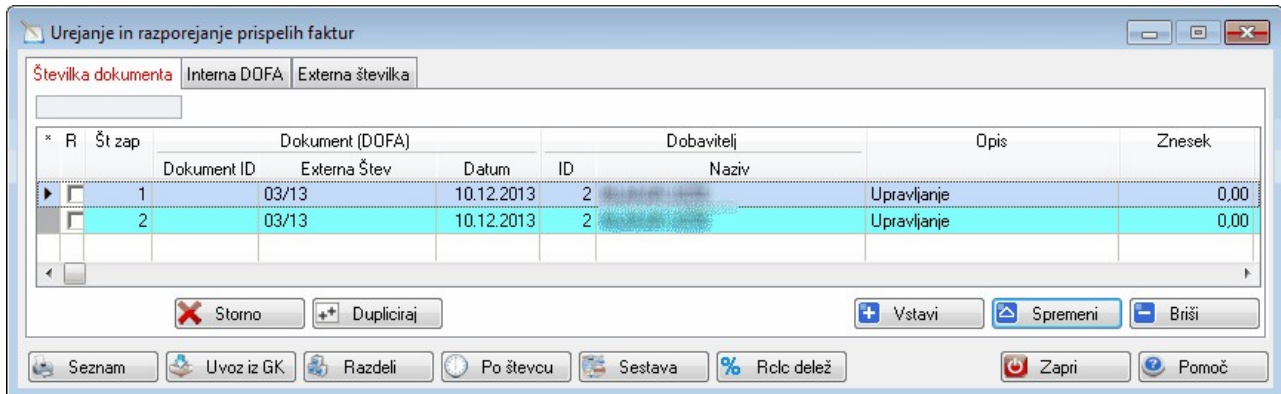 Urejanje in razporejanje prispelih faktur
Številka dokumenta Interna DOFA Externa številka
* R Št zap Dokument (DOFA) Dobavitelj Opis Znesek
Dokument ID Externa Štev Datum ID Naziv
1 03/13 10.12.2013 2 Upravljanje 0,00
2 03/13 10.12.2013 2 Upravljanje 0,00
Storno Dupliciraj Vstavi Spremeni Briši
Seznam Uvoz iz GK Razdeli Po števcu Sestava % Rclc delež Zapri Pomoč